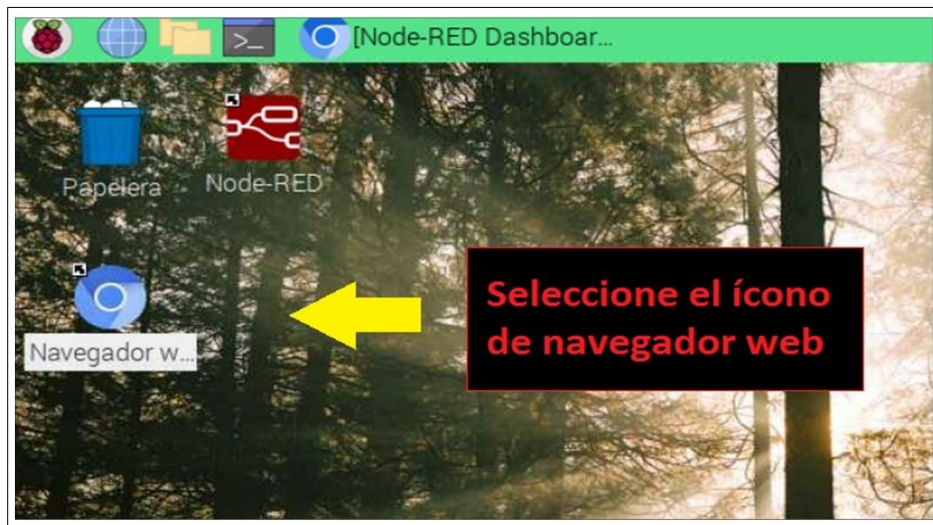 >_
[Node-RED Dashboar...
Papelera
Node-RED
Seleccione el ícono
de navegador web
Navegador w...